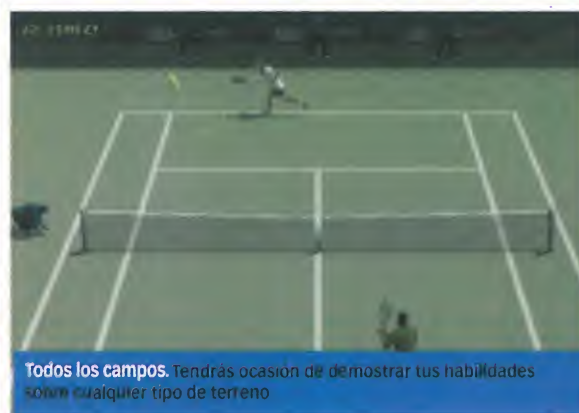 Todos los campos. Tendrás ocasión de demostrar tus habilidades
sobre cualquier tipo de terreno